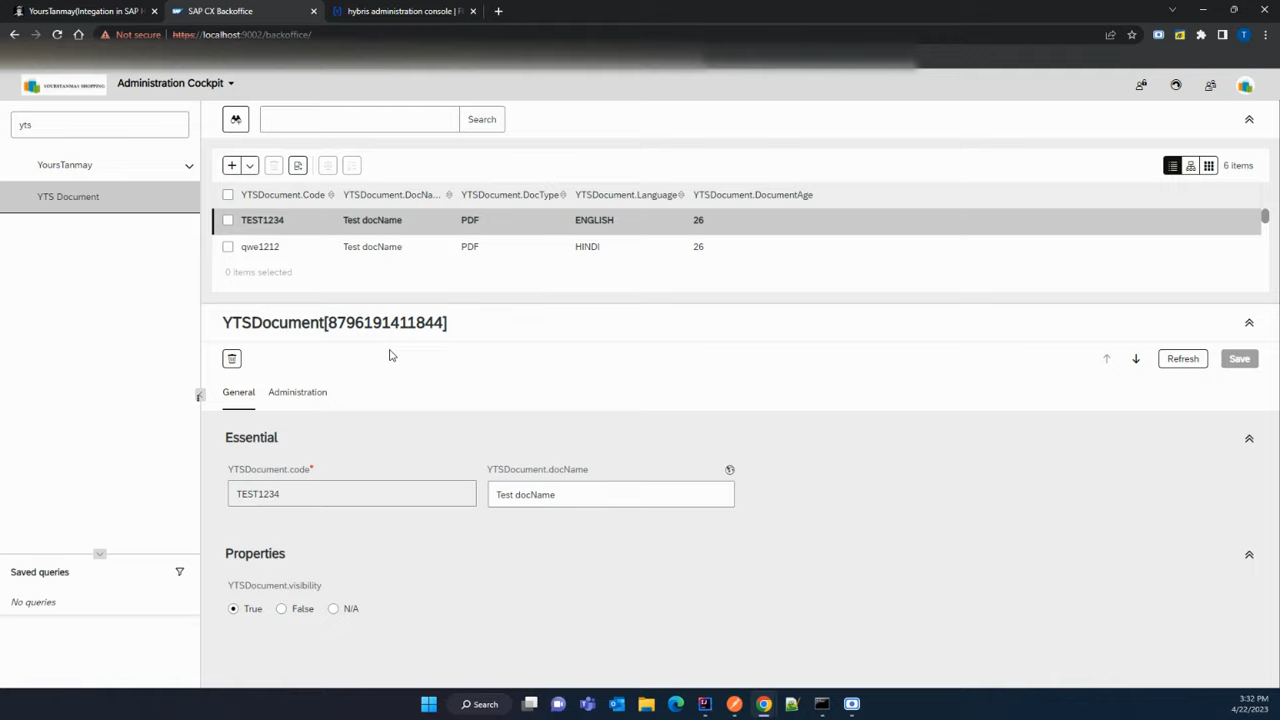 YoursTanmay(Integation in SAP H
SAP CX Backoffice
hybris administration console | Fl
Not secure
https://localhost:9002/backoffice/
YOURSTANMAY SHOPPING
Administration Cockpit
yts
Search
YoursTanmay
YTS Document
6 items
YTSDocument.Code YTSDocument.DocNa... YTSDocument.DocType YTSDocument.Language YTSDocument.DocumentAge
TEST1234 Test docName PDF ENGLISH 26
qwe1212 Test docName PDF HINDI 26
0 items selected
YTSDocument[8796191411844]
Refresh
Save
General Administration
Essential
YTSDocument.code* YTSDocument.docName
TEST1234 Test docName
Properties
YTSDocument.visibility
True False N/A
Saved queries
No queries
Search
3:32 PM
4/22/2023